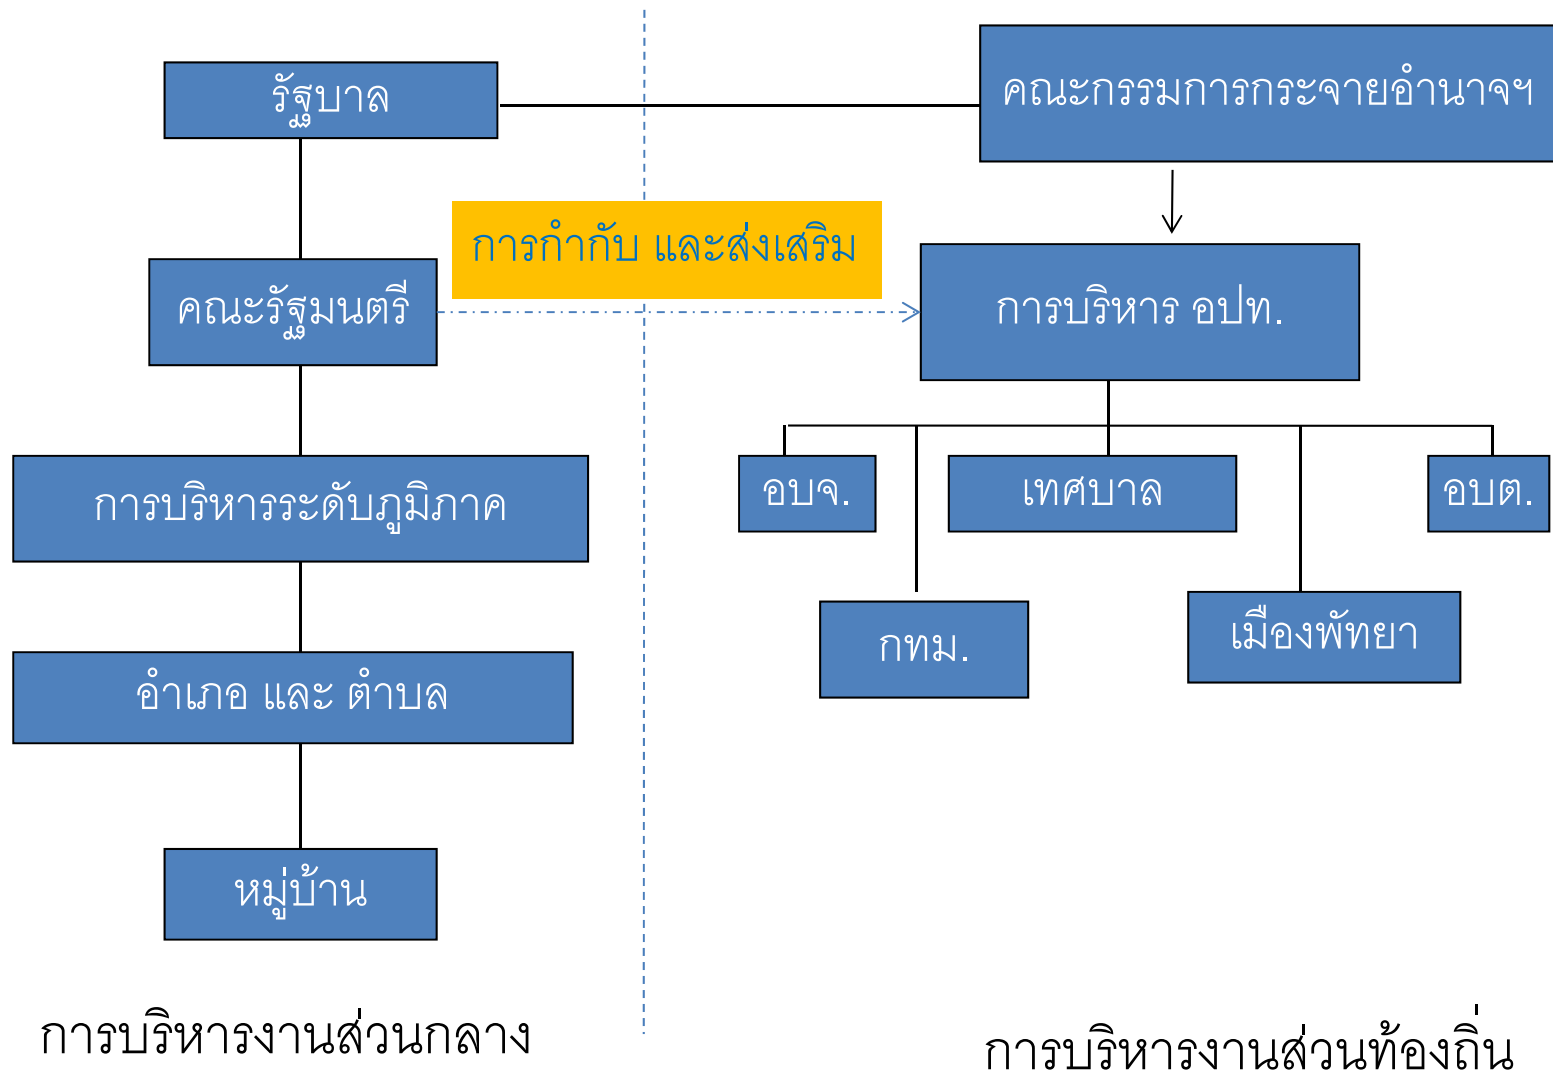 รัฐบาล
คณะกรรมการกระจายอำนาจฯ
การกำกับ และส่งเสริม
คณะรัฐมนตรี
การบริหาร อปท.
การบริหารระดับภูมิภาค
อบจ.
เทศบาล
อบต.
กทม.
เมืองพัทยา
อำเภอ และ ตำบล
หมู่บ้าน
การบริหารงานส่วนกลาง
การบริหารงานส่วนท้องถิ่น